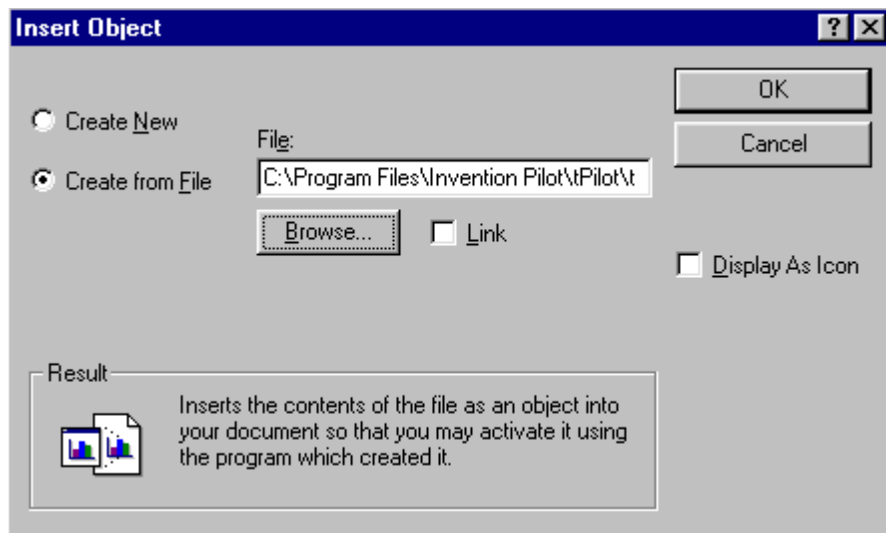 Insert Object
Create New
Create from File
File:
C:\Program Files\Invention Pilot\tPilot\t
Browse...
Link
OK
Cancel
Display As Icon
Result
Inserts the contents of the file as an object into
your document so that you may activate it using
the program which created it.